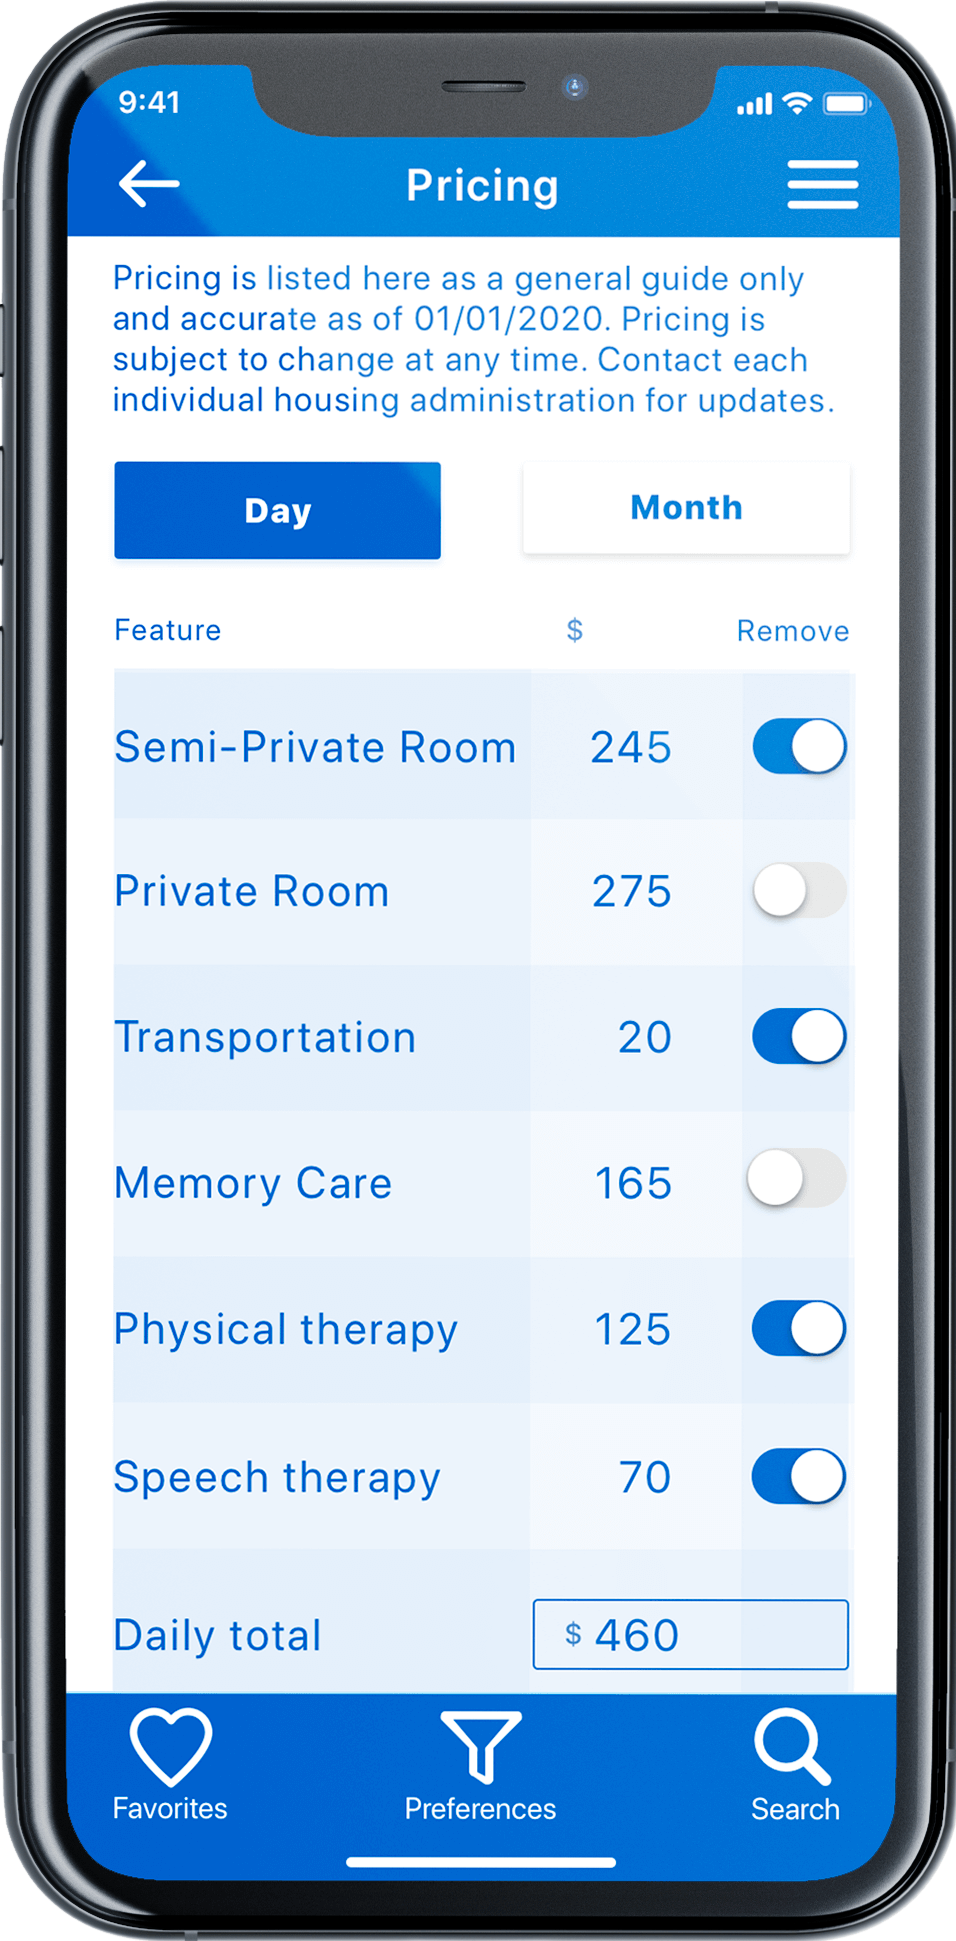 9:41
Pricing
Pricing is listed here as a general guide only
and accurate as of 01/01/2020. Pricing is
subject to change at any time. Contact each
individual housing administration for updates.
Day Month
Feature $ Remove
Semi-Private Room 245
Private Room 275
Transportation 20
Memory Care 165
Physical therapy 125
Speech therapy 70
Daily total $ 460
Favorites Preferences Search